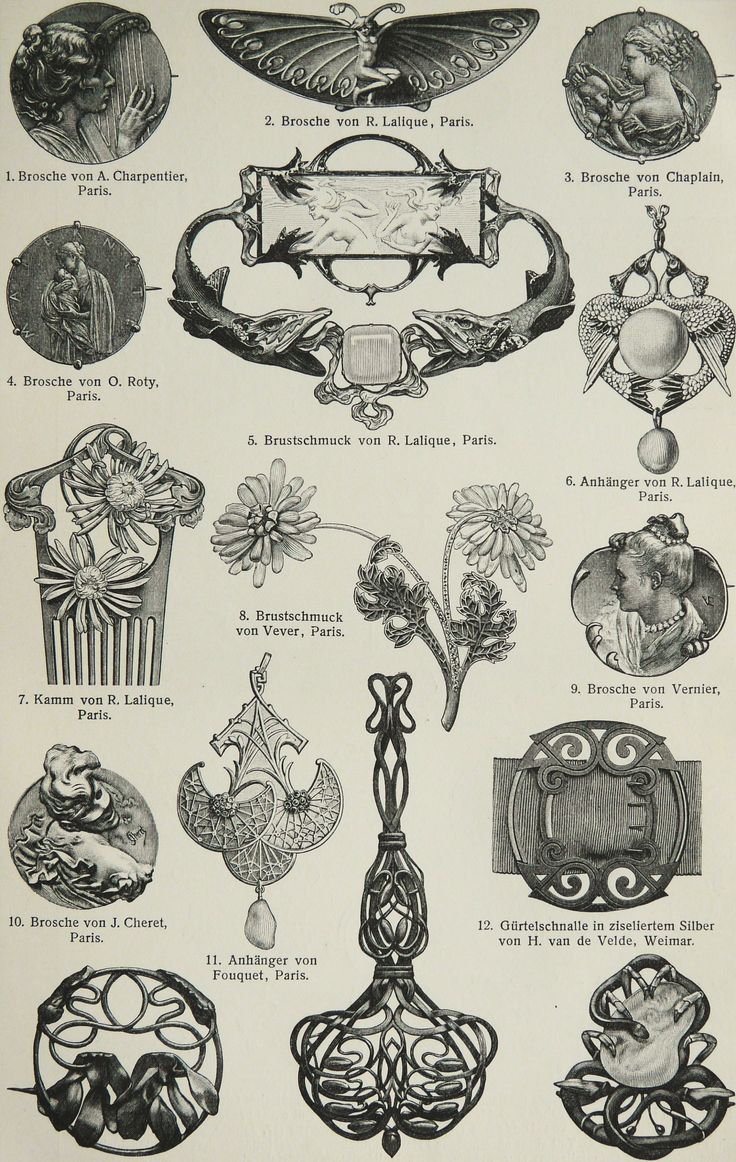 2. Brosche von R. Lalique, Paris.
1. Brosche von A. Charpentier,
Paris.
3. Brosche von Chaplain,
Paris.
4. Brosche von O. Roty,
Paris.
5. Brustschmuck von R. Lalique, Paris.
6. Anhänger von R. Lalique,
Paris.
7. Kamm von R. Lalique,
Paris.
8. Brustschmuck
von Vever, Paris.
9. Brosche von Vernier,
Paris.
10. Brosche von J. Cheret,
Paris.
11. Anhänger von
Fouquet, Paris.
12. Gürtelschnalle in ziseliertem Silber
von H. van de Velde, Weimar.